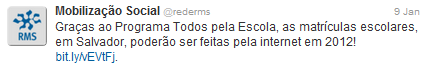 Mobilização Social @rederms 9 Jan
Graças ao Programa Todos pela Escola, as matrículas escolares,
em Salvador, poderão ser feitas pela internet em 2012!
bit.ly/vEVtFj.
RMS